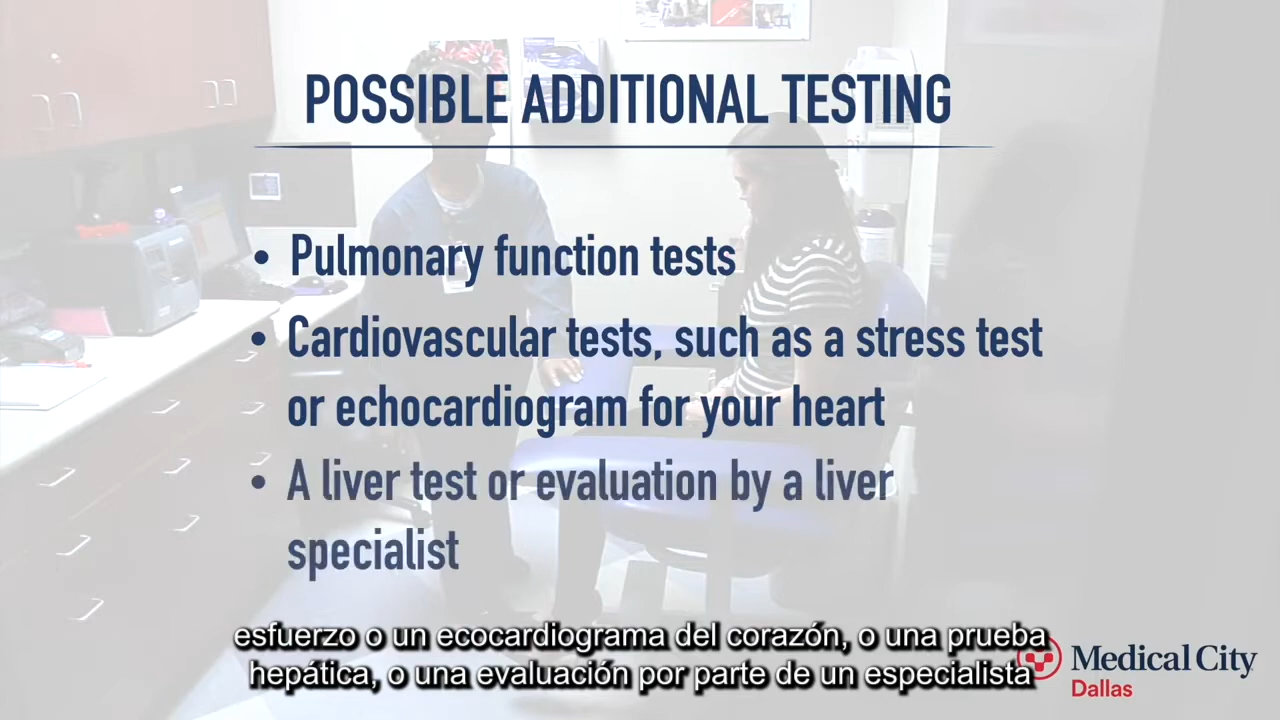 POSSIBLE ADDITIONAL TESTING
• Pulmonary function tests
• Cardiovascular tests, such as a stress test
or echocardiogram for your heart
• A liver test or evaluation by a liver
specialist
esfuerzo o un ecocardiograma del corazón, o una prueba
hepática, o una evaluación por parte de un especialista
Medical City
Dallas